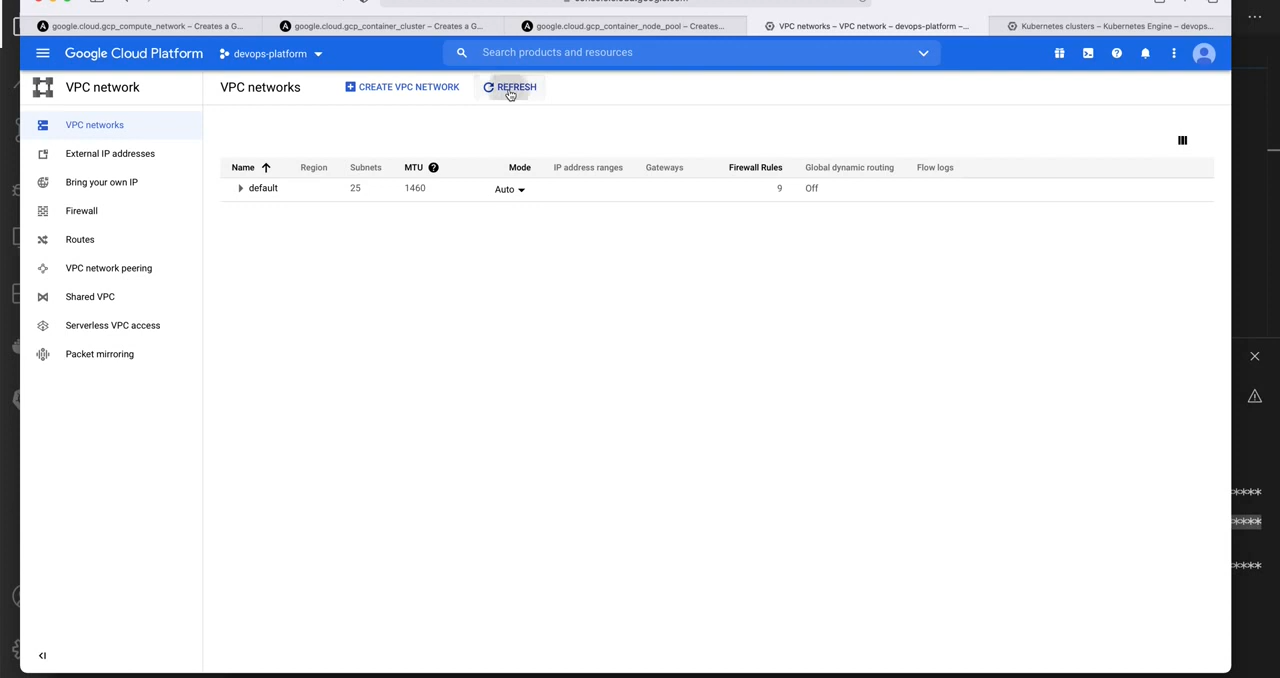 google.cloud.gcp_compute_network – Creates a G... google.cloud.gcp_container_cluster – Creates a G... google.cloud.gcp_container_node_pool – Creates... VPC networks – VPC network – devops-platform –... Kubernetes clusters – Kubernetes Engine – devops...
Google Cloud Platform devops-platform Search products and resources
VPC network VPC networks CREATE VPC NETWORK REFRESH
VPC networks
External IP addresses
Bring your own IP
Firewall
Routes
VPC network peering
Shared VPC
Serverless VPC access
Packet mirroring
Name Region Subnets MTU Mode IP address ranges Gateways Firewall Rules Global dynamic routing Flow logs
default 25 1460 Auto 9 Off
****
****
****